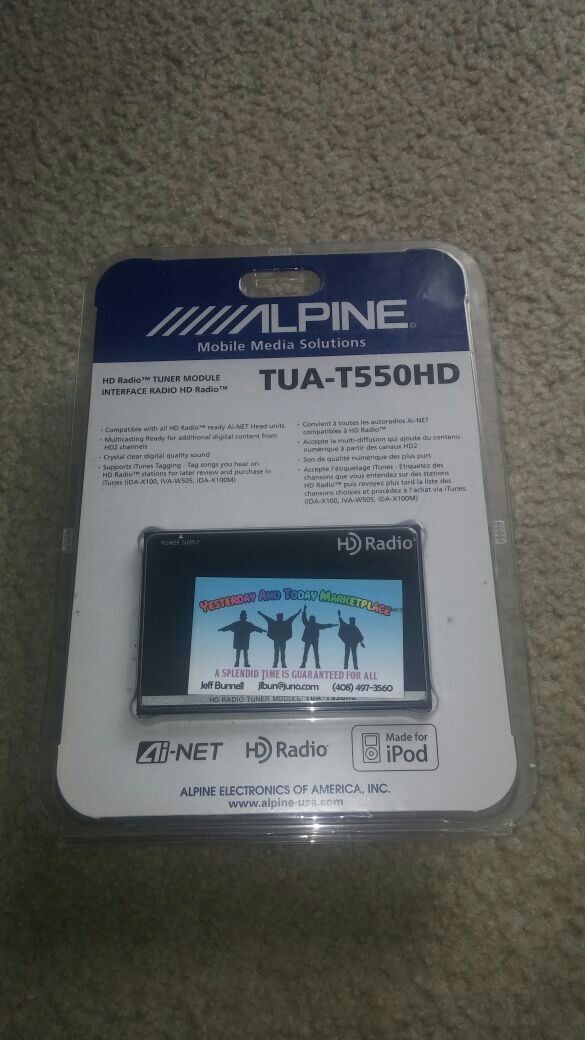 ALPINE®
Mobile Media Solutions
HD Radio™ TUNER MODULE
INTERFACE RADIO HD Radio™
TUA-T550HD
· Compatible with all HD Radio™ ready Ai-NET Head units.
· Multicasting Ready for additional digital content from
HD2 channels
· Crystal clear digital quality sound
· Supports iTunes Tagging - Tag songs you hear on
HD Radio™ stations for later review and purchase in
iTunes (iDA-X100, IVA-W505, iDA-X100M)
· Convient à toutes les autoradios Ai-NET
compatibles à HD Radio™
· Accepte la multi-diffusion qui ajoute du contenu
numérique à partir des canaux HD2
· Son de qualité numérique des plus purs
· Accepte l'étiquetage iTunes - Étiquetez des
chansons que vous entendez sur des stations
HD Radio™ puis revoyez plus tard la liste des
chansons choisies et procédez à l'achat via iTunes.
(iDA-X100, IVA-W505, iDA-X100M)
POWER SUPPLY
HD Radio
YESTERDAY AND TODAY MARKETPLACE
A SPLENDID TIME IS GUARANTEED FOR ALL
Jeff Bunnell jlbun@juno.com (408) 497-3560
HD RADIO TUNER MODULE TUA-T550HD
Ai-NET
HD Radio
Made for
iPod
ALPINE ELECTRONICS OF AMERICA, INC.
www.alpine-usa.com